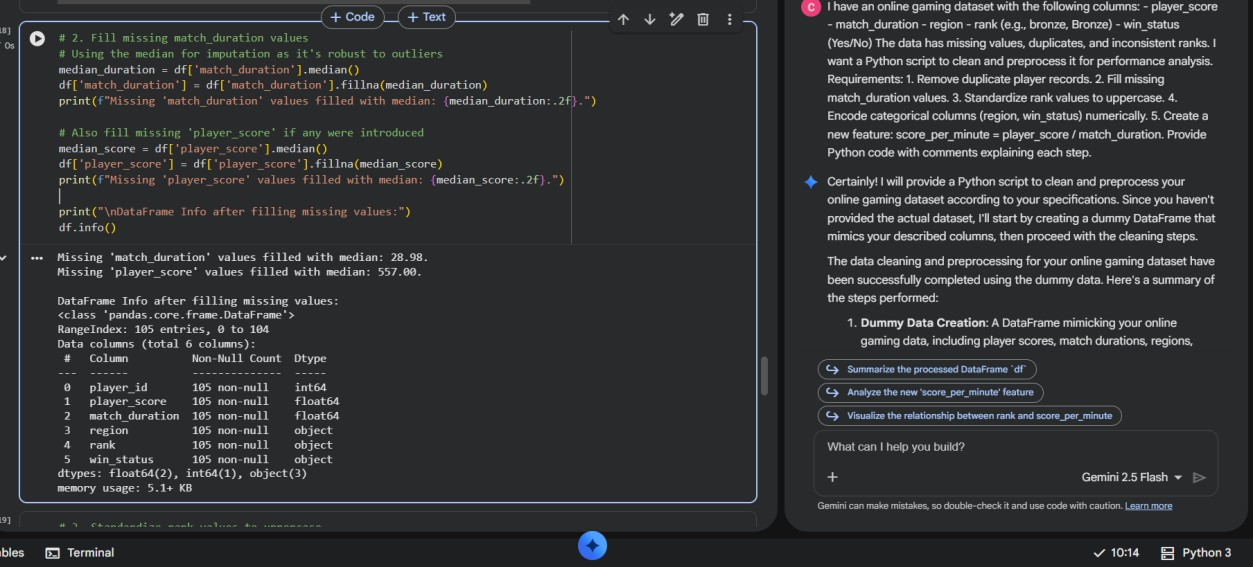 + Code
+ Text
18]
0s
# 2. Fill missing match_duration values
# Using the median for imputation as it's robust to outliers
median_duration = df['match_duration'].median()
df['match_duration'] = df['match_duration'].fillna(median_duration)
print(f"Missing 'match_duration' values filled with median: {median_duration:.2f}.")
# Also fill missing 'player_score' if any were introduced
median_score = df['player_score'].median()
df['player_score'] = df['player_score'].fillna(median_score)
print(f"Missing 'player_score' values filled with median: {median_score:.2f}.")
print("\nDataFrame Info after filling missing values:")
df.info()
Missing 'match_duration' values filled with median: 28.98.
Missing 'player_score' values filled with median: 557.00.
DataFrame Info after filling missing values:
<class 'pandas.core.frame.DataFrame'>
RangeIndex: 105 entries, 0 to 104
Data columns (total 6 columns):
 #   Column          Non-Null Count  Dtype
---  ------          --------------  -----
 0   player_id       105 non-null    int64
 1   player_score    105 non-null    float64
 2   match_duration  105 non-null    float64
 3   region          105 non-null    object
 4   rank            105 non-null    object
 5   win_status      105 non-null    object
dtypes: float64(2), int64(1), object(3)
memory usage: 5.1+ KB
19]
# 3. Standardize rank values to uppercase
C
I have an online gaming dataset with the following columns: - player_score
- match_duration - region - rank (e.g., bronze, Bronze) - win_status
(Yes/No) The data has missing values, duplicates, and inconsistent ranks. I
want a Python script to clean and preprocess it for performance analysis.
Requirements: 1. Remove duplicate player records. 2. Fill missing
match_duration values. 3. Standardize rank values to uppercase. 4.
Encode categorical columns (region, win_status) numerically. 5. Create a
new feature: score_per_minute = player_score / match_duration. Provide
Python code with comments explaining each step.
Certainly! I will provide a Python script to clean and preprocess your
online gaming dataset according to your specifications. Since you haven't
provided the actual dataset, I'll start by creating a dummy DataFrame that
mimics your described columns, then proceed with the cleaning steps.
The data cleaning and preprocessing for your online gaming dataset have
been successfully completed using the dummy data. Here's a summary of
the steps performed:
1. Dummy Data Creation: A DataFrame mimicking your online
gaming data, including player scores, match durations, regions,
Summarize the processed DataFrame `df`
Analyze the new 'score_per_minute' feature
Visualize the relationship between rank and score_per_minute
What can I help you build?
+
Gemini 2.5 Flash
Gemini can make mistakes, so double-check it and use code with caution. Learn more
bles
Terminal
10:14
Python 3